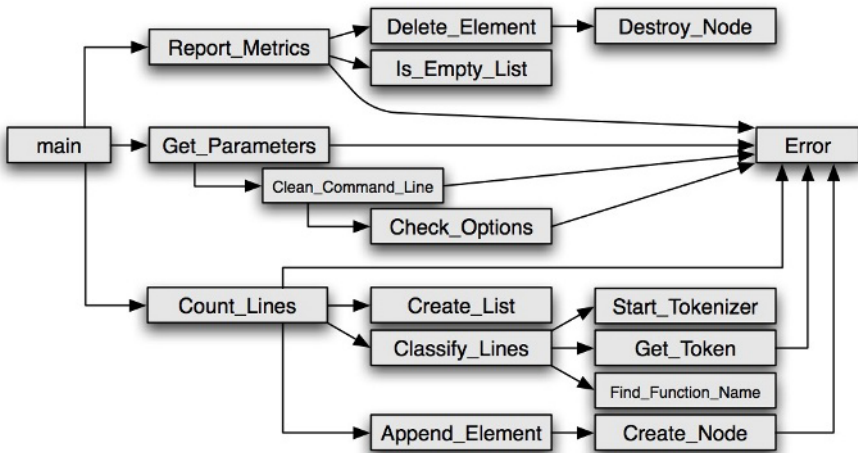 Delete_Element
Destroy_Node
Report_Metrics
Is_Empty_List
main
Get_Parameters
Error
Clean_Command_Line
Check_Options
Count_Lines
Create_List
Start_Tokenizer
Classify_Lines
Get_Token
Find_Function_Name
Append_Element
Create_Node